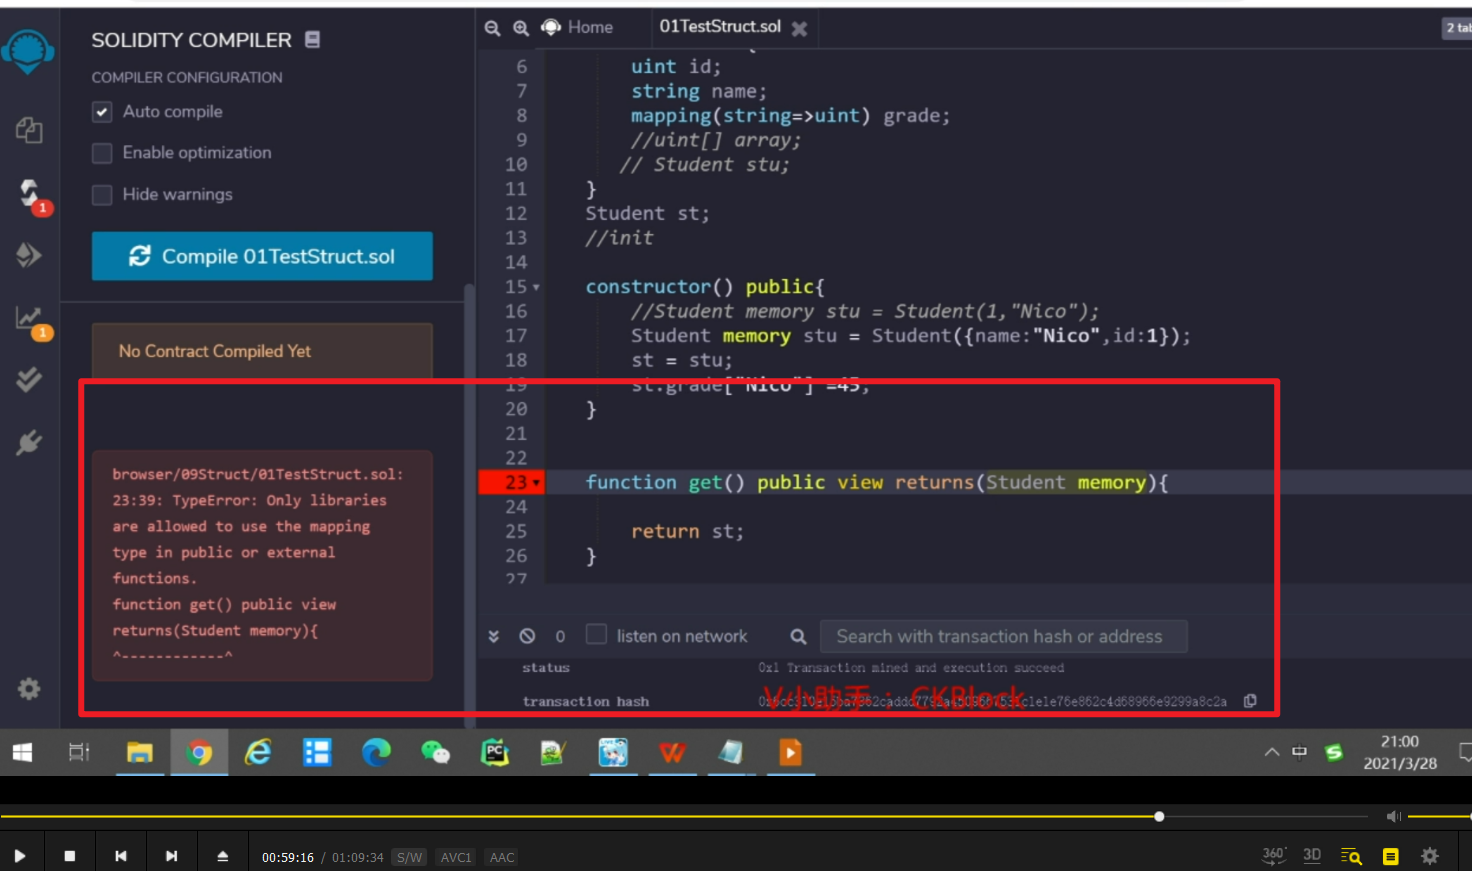 SOLIDITY COMPILER
COMPILER CONFIGURATION
Auto compile
Enable optimization
Hide warnings
Compile 01TestStruct.sol
No Contract Compiled Yet
browser/09Struct/01TestStruct.sol:
23:39: TypeError: Only libraries
are allowed to use the mapping
type in public or external
functions.
function get() public view
returns(Student memory){
^------------^
1
1
Home
01TestStruct.sol
2 tab
6 uint id;
7 string name;
8 mapping(string=>uint) grade;
9 //uint[] array;
10 // Student stu;
11 }
12 Student st;
13 //init
14
15 constructor() public{
16 //Student memory stu = Student(1,"Nico");
17 Student memory stu = Student({name:"Nico",id:1});
18 st = stu;
19 st.grade["Nico"] =45;
20 }
21
22
23 function get() public view returns(Student memory){
24
25 return st;
26 }
27
0 listen on network Search with transaction hash or address
status 0x1 Transaction mined and execution succeed
transaction hash
V小助手：CKBlock
中
21:00
2021/3/28
00:59:16 / 01:09:34 S/W AVC1 AAC
360° 3D